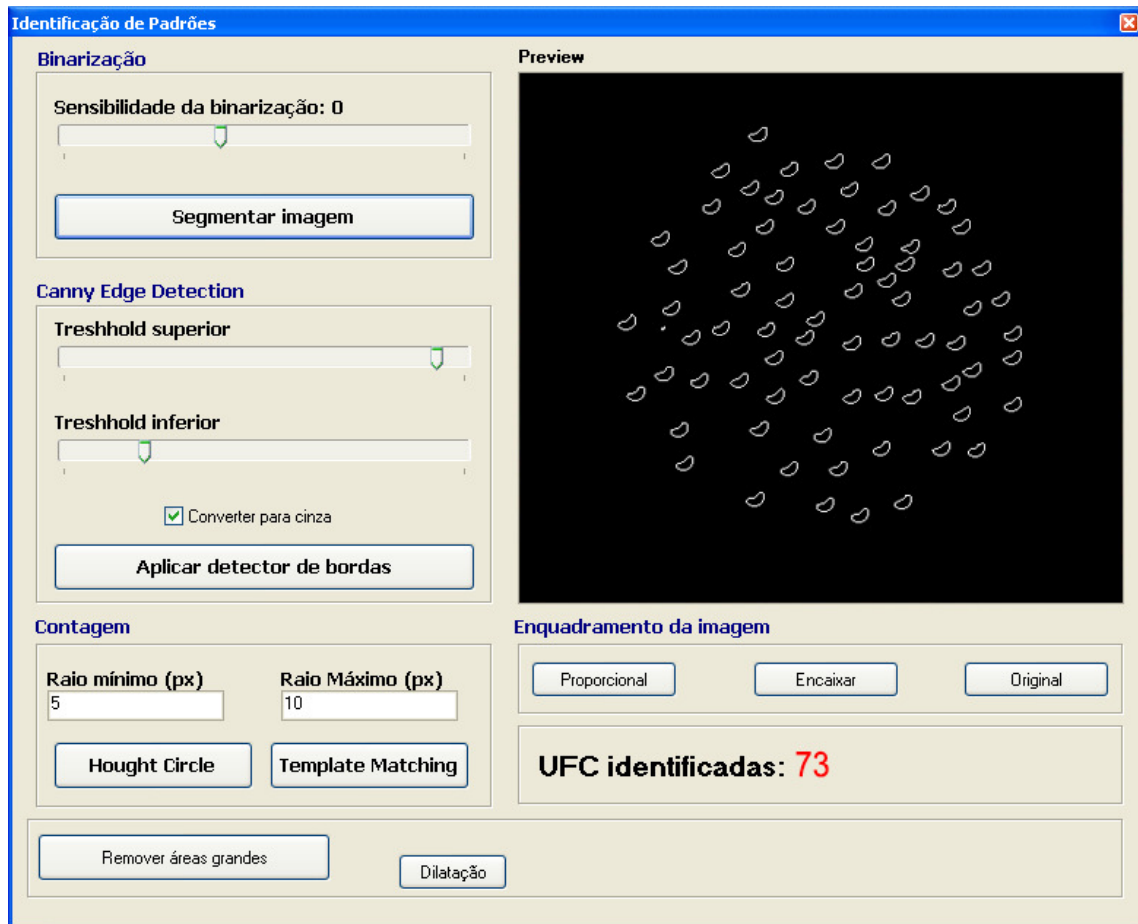 Identificação de Padrões
Binarização
Sensibilidade da binarização: 0
Segmentar imagem
Canny Edge Detection
Treshhold superior
Treshhold inferior
Converter para cinza
Aplicar detector de bordas
Contagem
Raio mínimo (px)
Raio Máximo (px)
5
10
Hought Circle
Template Matching
Preview
Enquadramento da imagem
Proporcional
Encaixar
Original
UFC identificadas: 73
Remover áreas grandes
Dilatação